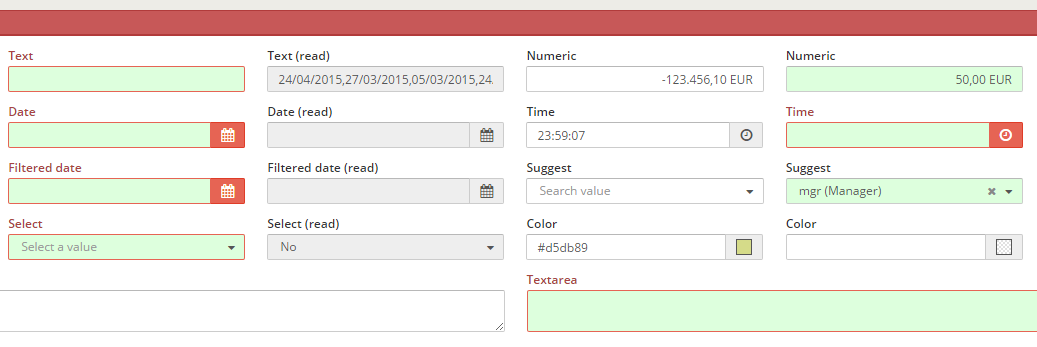 Text Text (read) Numeric Numeric
24/04/2015,27/03/2015,05/03/2015,24. -123.456,10 EUR 50,00 EUR
Date Date (read) Time Time
23:59:07
Filtered date Filtered date (read) Suggest Suggest
Search value mgr (Manager)
Select Select (read) Color Color
Select a value No #d5db89
Textarea